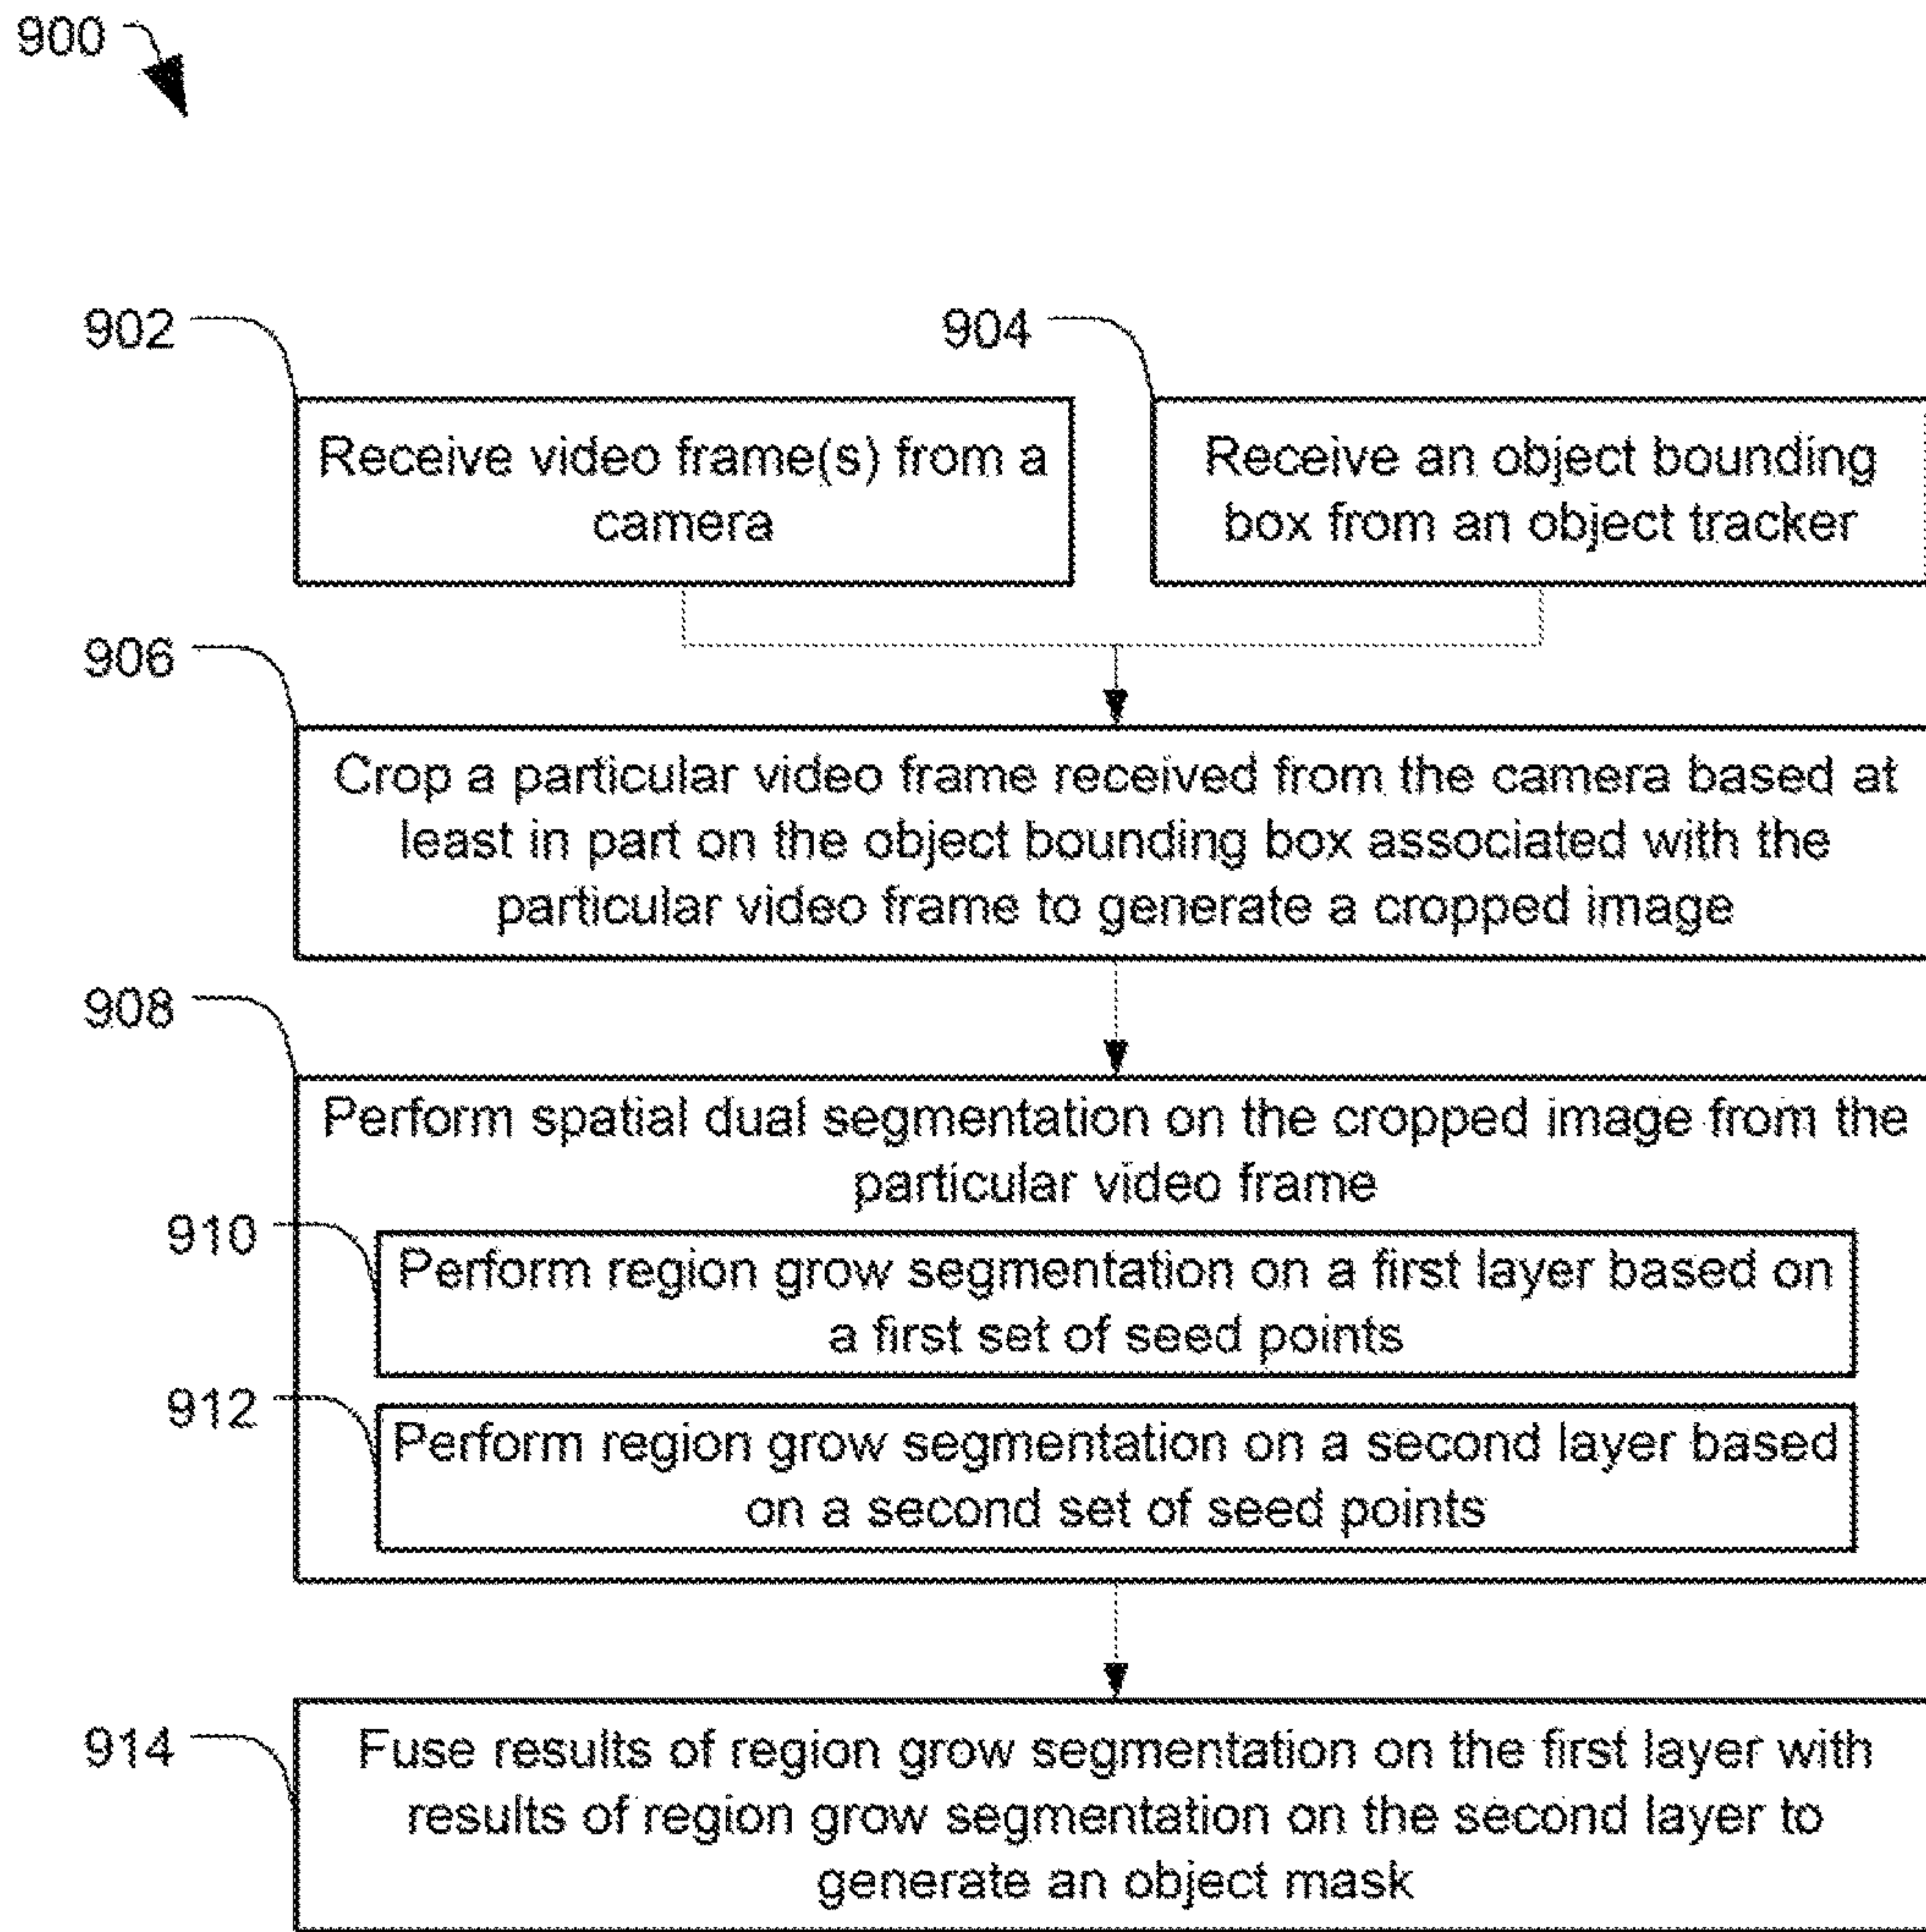 900
902
904
Receive video frame(s) from a
camera
Receive an object bounding
box from an object tracker
906
Crop a particular video frame received from the camera based at
least in part on the object bounding box associated with the
particular video frame to generate a cropped image
908
Perform spatial dual segmentation on the cropped image from the
particular video frame
910
Perform region grow segmentation on a first layer based on
a first set of seed points
912
Perform region grow segmentation on a second layer based
on a second set of seed points
914
Fuse results of region grow segmentation on the first layer with
results of region grow segmentation on the second layer to
generate an object mask